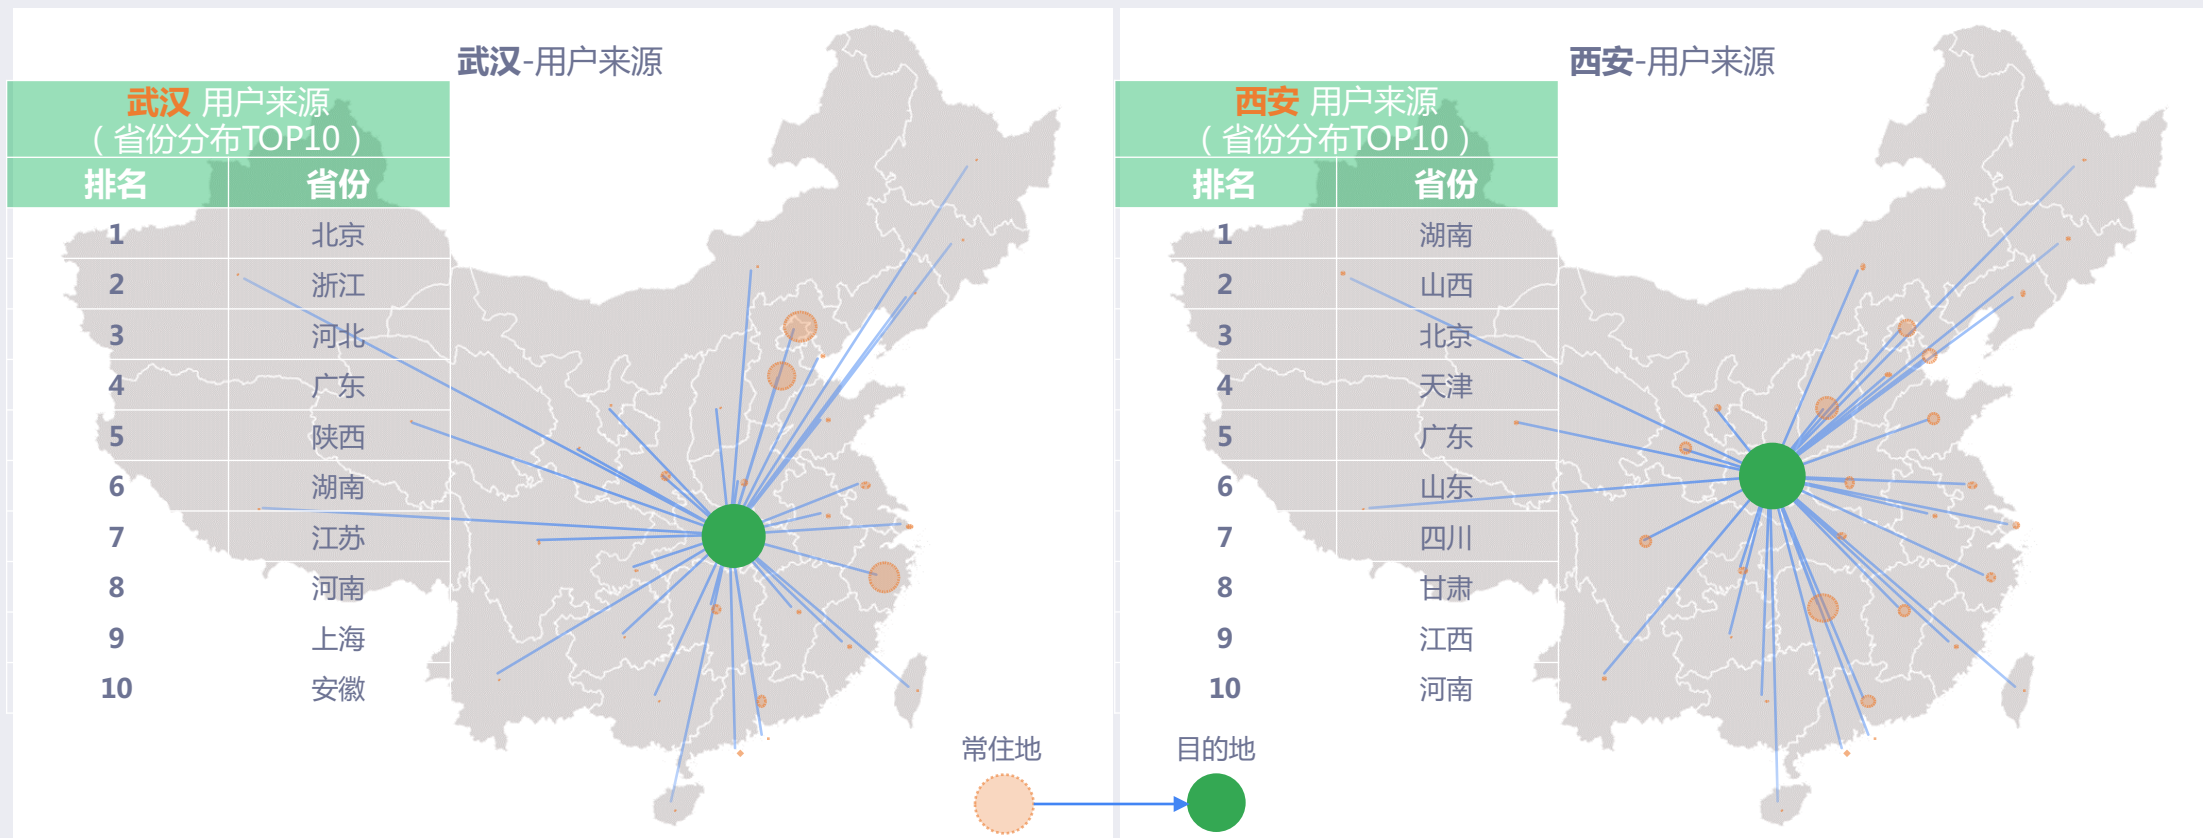 武汉-用户来源
武汉 用户来源
（省份分布TOP10）
排名 省份
1 北京
2 浙江
3 河北
4 广东
5 陕西
6 湖南
7 江苏
8 河南
9 上海
10 安徽
西安-用户来源
西安 用户来源
（省份分布TOP10）
排名 省份
1 湖南
2 山西
3 北京
4 天津
5 广东
6 山东
7 四川
8 甘肃
9 江西
10 河南
常住地 目的地